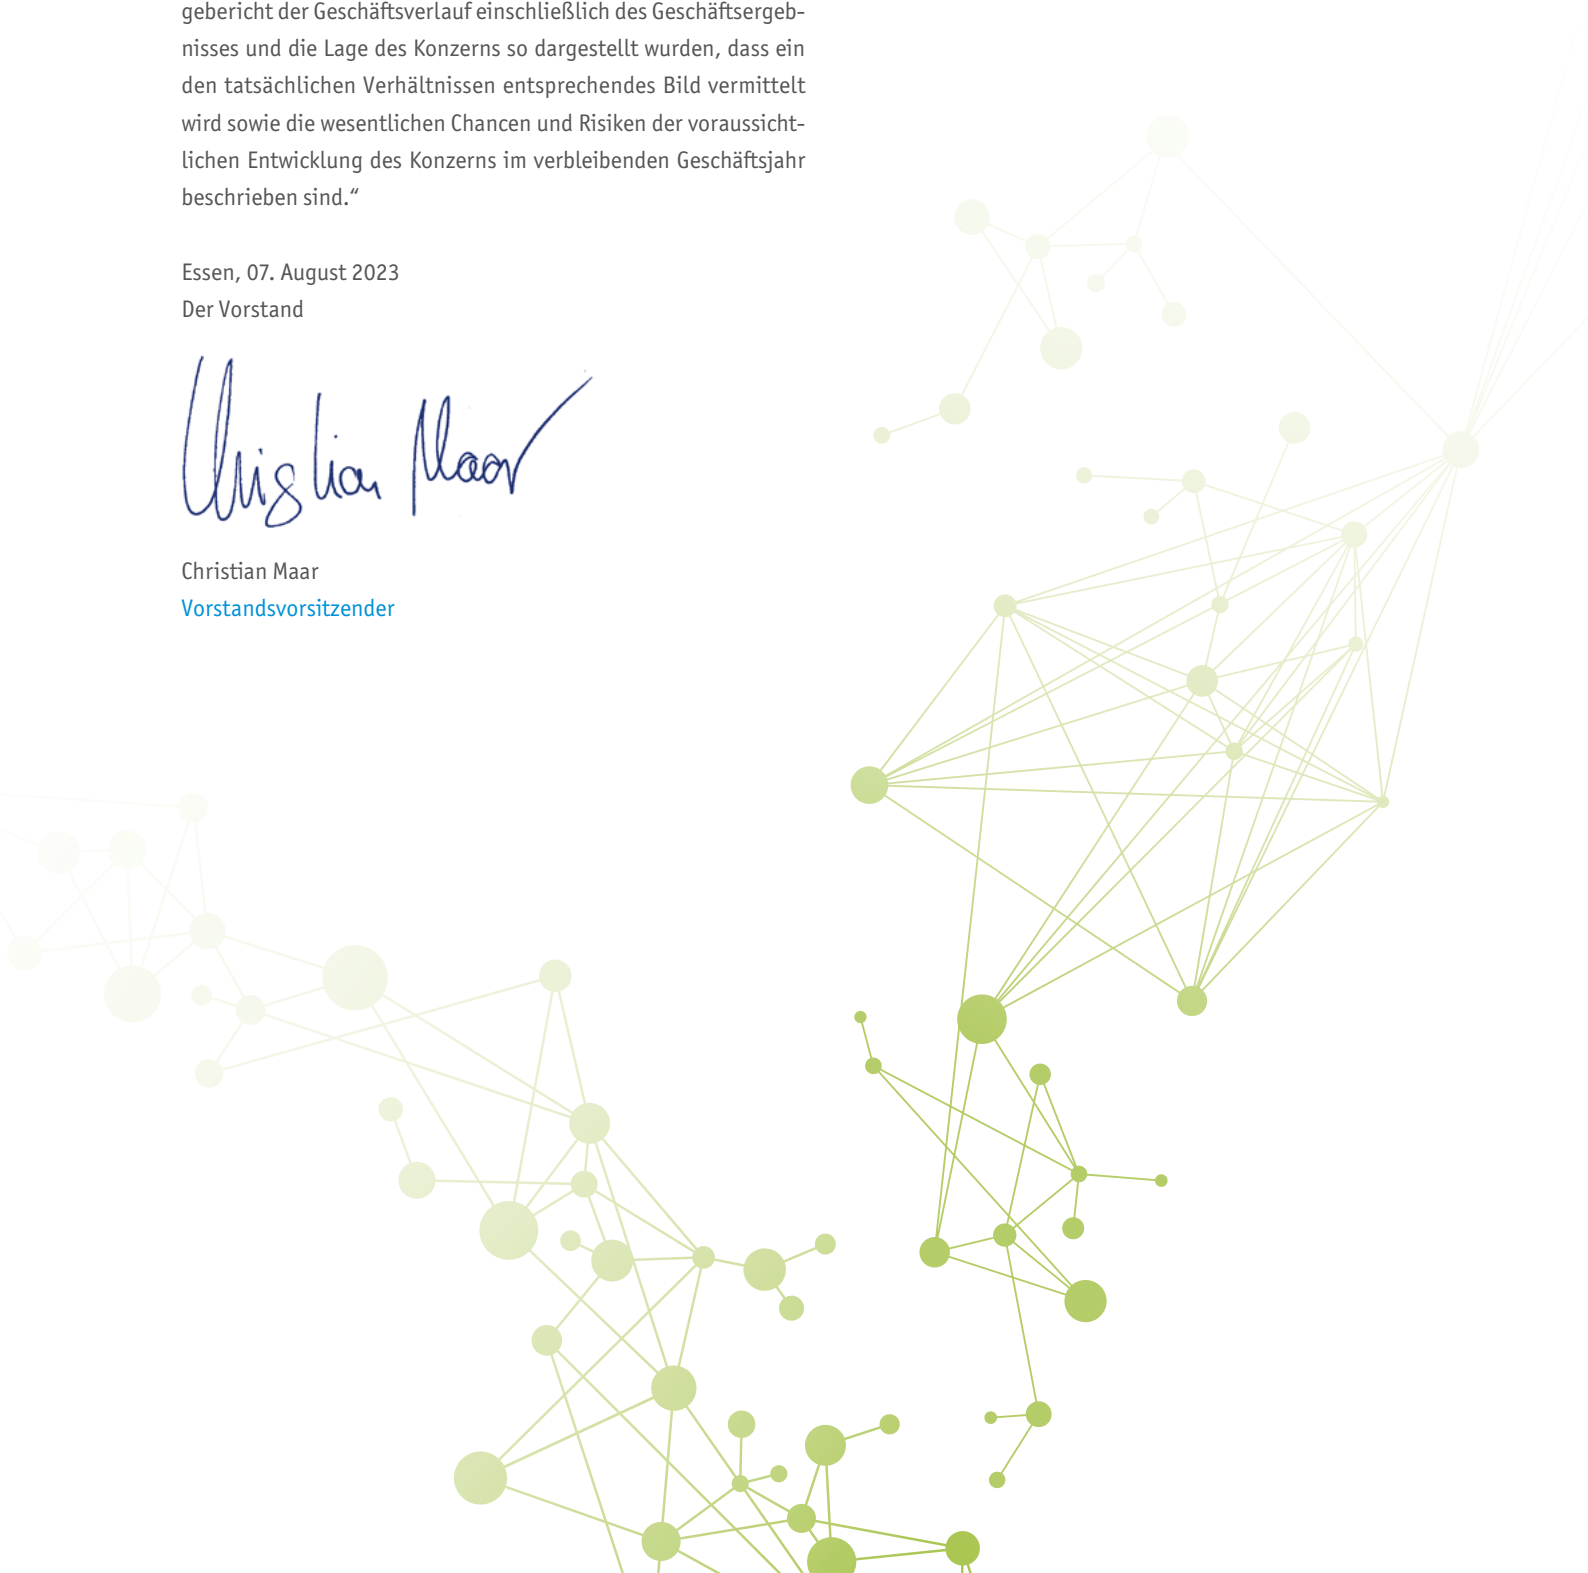 gebericht der Geschäftsverlauf einschließlich des Geschäftsergeb-
nisses und die Lage des Konzerns so dargestellt wurden, dass ein
den tatsächlichen Verhältnissen entsprechendes Bild vermittelt
wird sowie die wesentlichen Chancen und Risiken der voraussicht-
lichen Entwicklung des Konzerns im verbleibenden Geschäftsjahr
beschrieben sind.“
Essen, 07. August 2023
Der Vorstand
Christian Maar
Christian Maar
Vorstandsvorsitzender